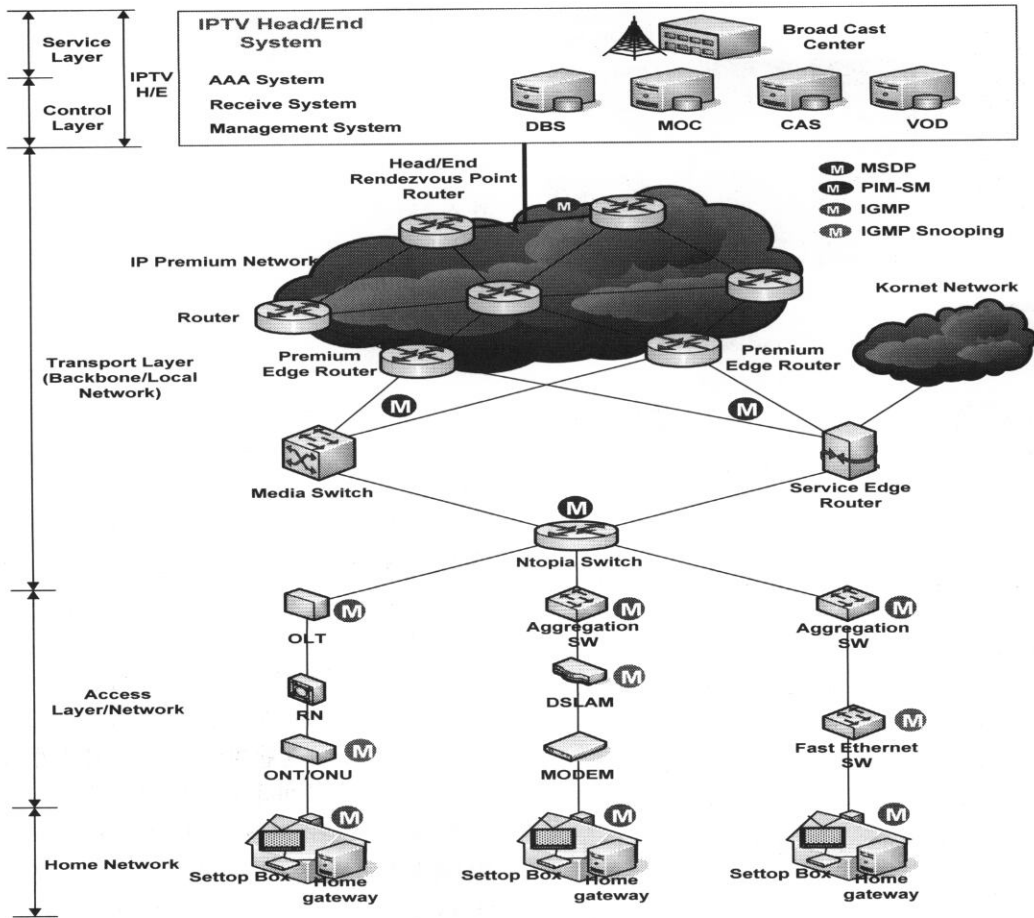 Service
Layer
Control
Layer
IPTV
H/E
IPTV Head/End
System
AAA System
Receive System
Management System
Broad Cast
Center
DBS
MOC
CAS
VOD
Head/End
Rendezvous Point
Router
M MSDP
M PIM-SM
M IGMP
M IGMP Snooping
M
IP Premium Network
Router
Kornet Network
Premium
Edge Router
Premium
Edge Router
Transport Layer
(Backbone/Local
Network)
M
M
Media Switch
Service Edge
Router
M
Ntopia Switch
M
OLT
M
Aggregation
SW
M
Aggregation
SW
Access
Layer/Network
RN
DSLAM
M
M
Fast Ethernet
SW
ONT/ONU
M
MODEM
Home Network
M
Settop Box
Home
gateway
M
Settop Box
Home
gateway
M
Settop Box
Home
gateway